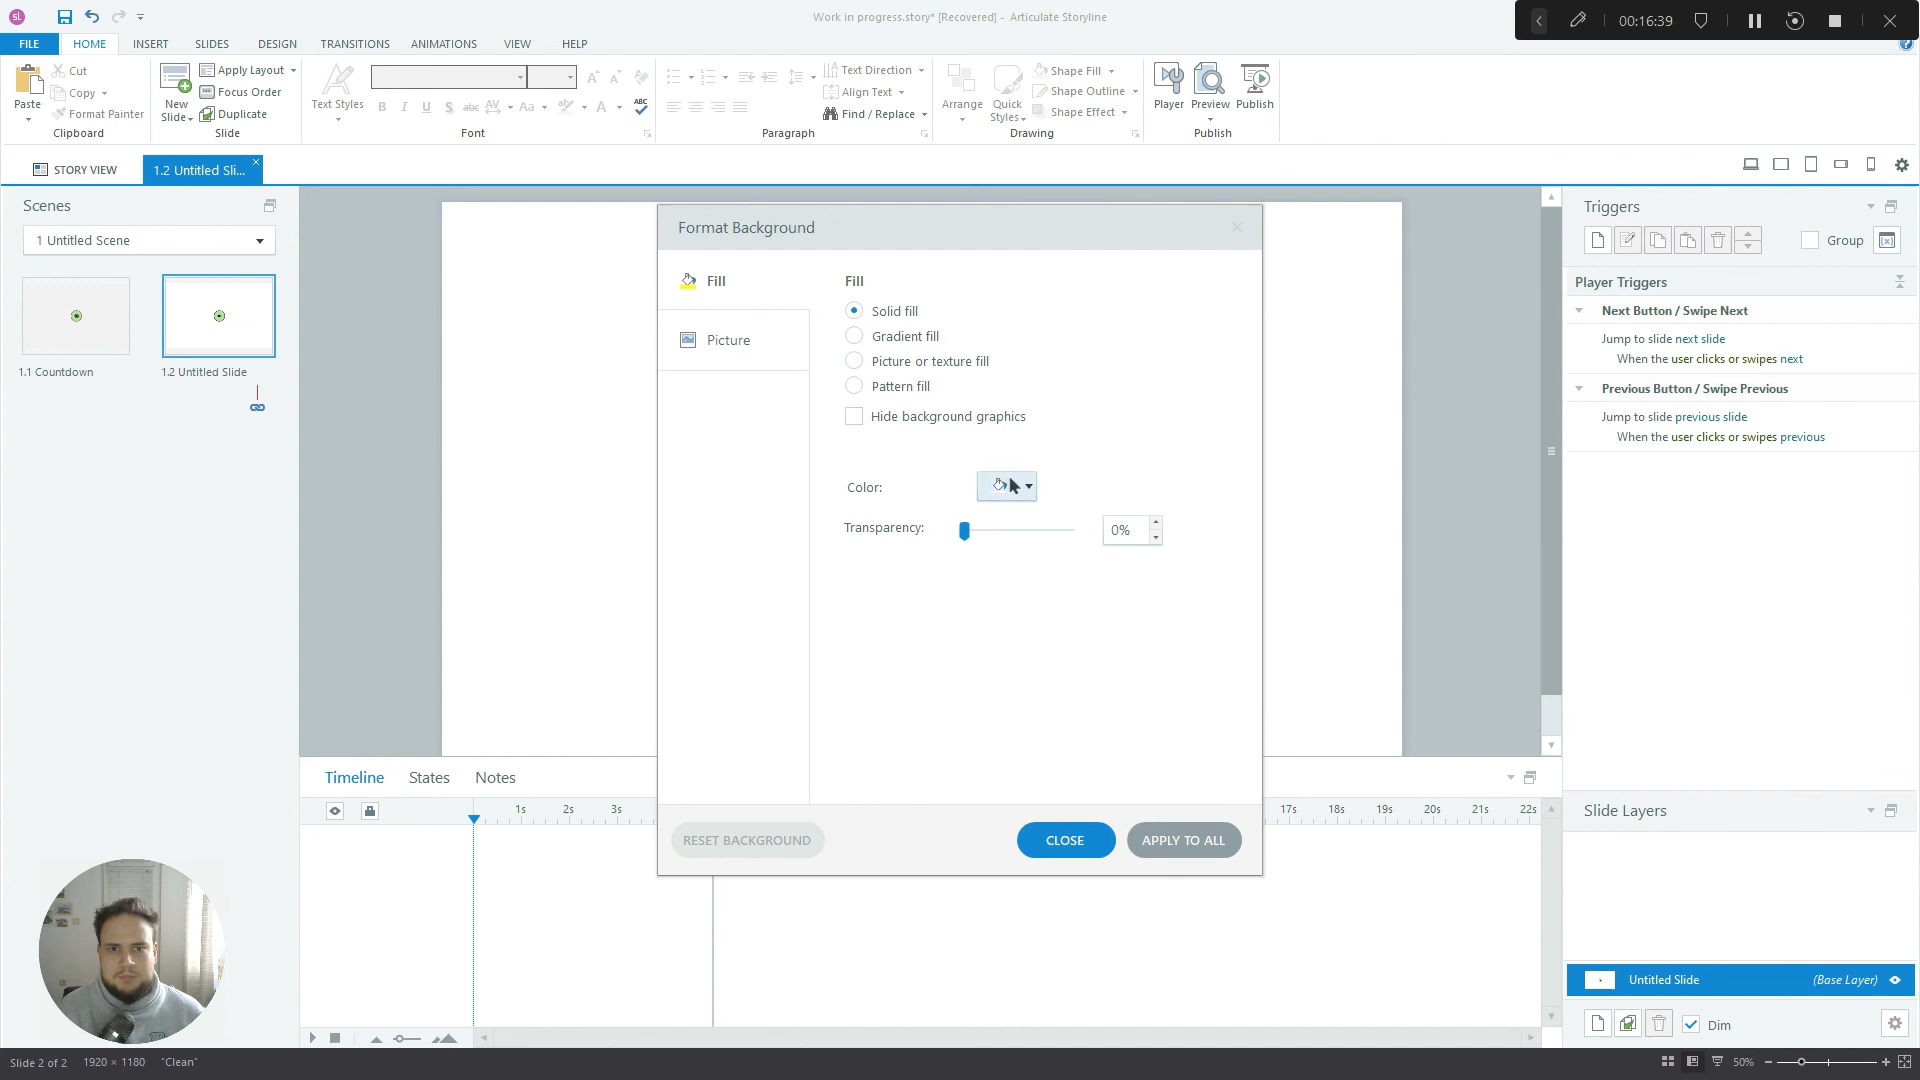 sl
Work in progress.story* [Recovered] - Articulate Storyline
00:16:39
FILE HOME INSERT SLIDES DESIGN TRANSITIONS ANIMATIONS VIEW HELP
Paste
Cut
Copy
Format Painter
Clipboard
New Slide
Apply Layout
Focus Order
Duplicate
Slide
Text Styles
B I U S abc AV Aa A ABC
Font
Text Direction
Align Text
Find / Replace
Paragraph
Arrange
Quick Styles
Shape Fill
Shape Outline
Shape Effect
Drawing
Player
Preview
Publish
Publish
STORY VIEW
1.2 Untitled Sli...
Scenes
1 Untitled Scene
1.1 Countdown
1.2 Untitled Slide
Format Background
Fill
Picture
Fill
Solid fill
Gradient fill
Picture or texture fill
Pattern fill
Hide background graphics
Color:
Transparency:
0%
RESET BACKGROUND
CLOSE
APPLY TO ALL
Triggers
Group
Player Triggers
Next Button / Swipe Next
Jump to slide next slide
When the user clicks or swipes next
Previous Button / Swipe Previous
Jump to slide previous slide
When the user clicks or swipes previous
Timeline States Notes
1s 2s 3s 17s 18s 19s 20s 21s 22s
Slide Layers
Untitled Slide (Base Layer)
Dim
Slide 2 of 2 1920 × 1180 "Clean"
50%